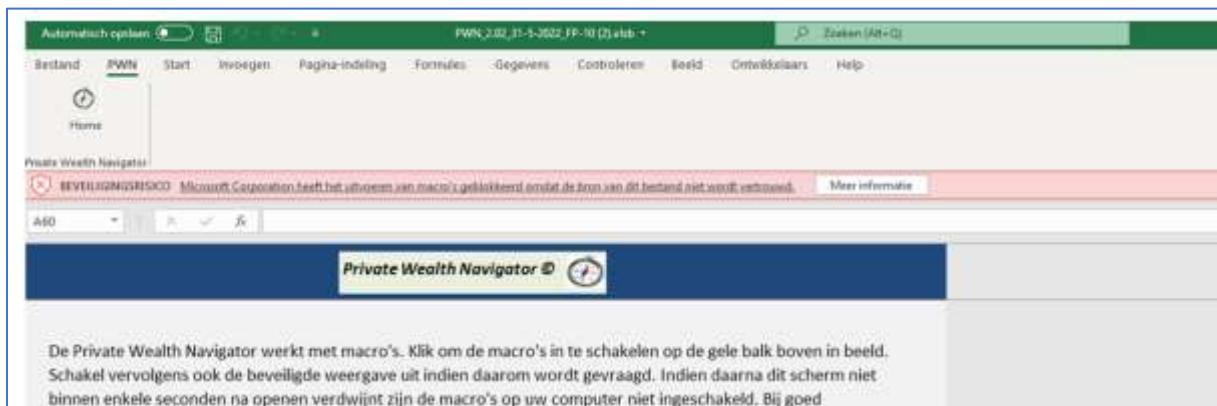 Automatisch opslaan PWN_2.02_31-5-2022_FP-10 (2).xlsb Zoeken (Alt+Q)
Bestand PWN Start Invoegen Pagina-indeling Formules Gegevens Controleren Beeld Ontwikkelaars Help
Home
Private Wealth Navigator
BEVEILIGINGSRISICO Microsoft Corporation heeft het uitvoeren van macro's geblokkeerd omdat de bron van dit bestand niet wordt vertrouwd. Meer informatie
A60 fx
Private Wealth Navigator ©
De Private Wealth Navigator werkt met macro's. Klik om de macro's in te schakelen op de gele balk boven in beeld.
Schakel vervolgens ook de beveiligde weergave uit indien daarom wordt gevraagd. Indien daarna dit scherm niet
binnen enkele seconden na openen verdwijnt zijn de macro's op uw computer niet ingeschakeld. Bij goed